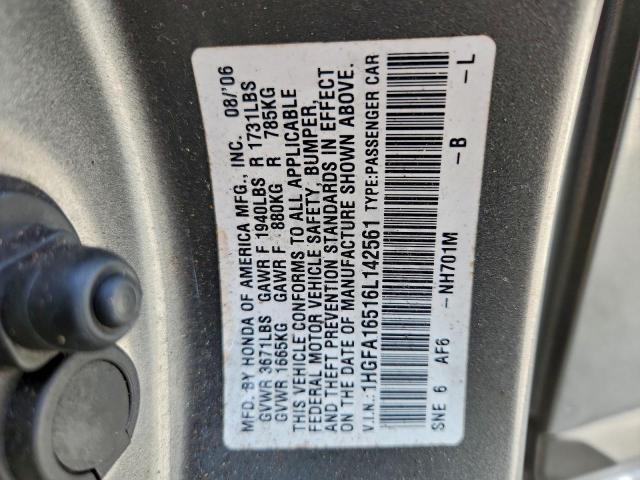 MFD. BY HONDA OF AMERICA MFG., INC. 08/'06
GVWR 3671LBS GAWR F 1940LBS R 1731LBS
GVWR 1665KG GAWR F 880KG R 785KG
THIS VEHICLE CONFORMS TO ALL APPLICABLE
FEDERAL MOTOR VEHICLE SAFETY, BUMPER,
AND THEFT PREVENTION STANDARDS IN EFFECT
ON THE DATE OF MANUFACTURE SHOWN ABOVE.
V.I.N.: 1HGFA16516L142561 TYPE:PASSENGER CAR
SNE 6 AF6 -NH701M -B -L